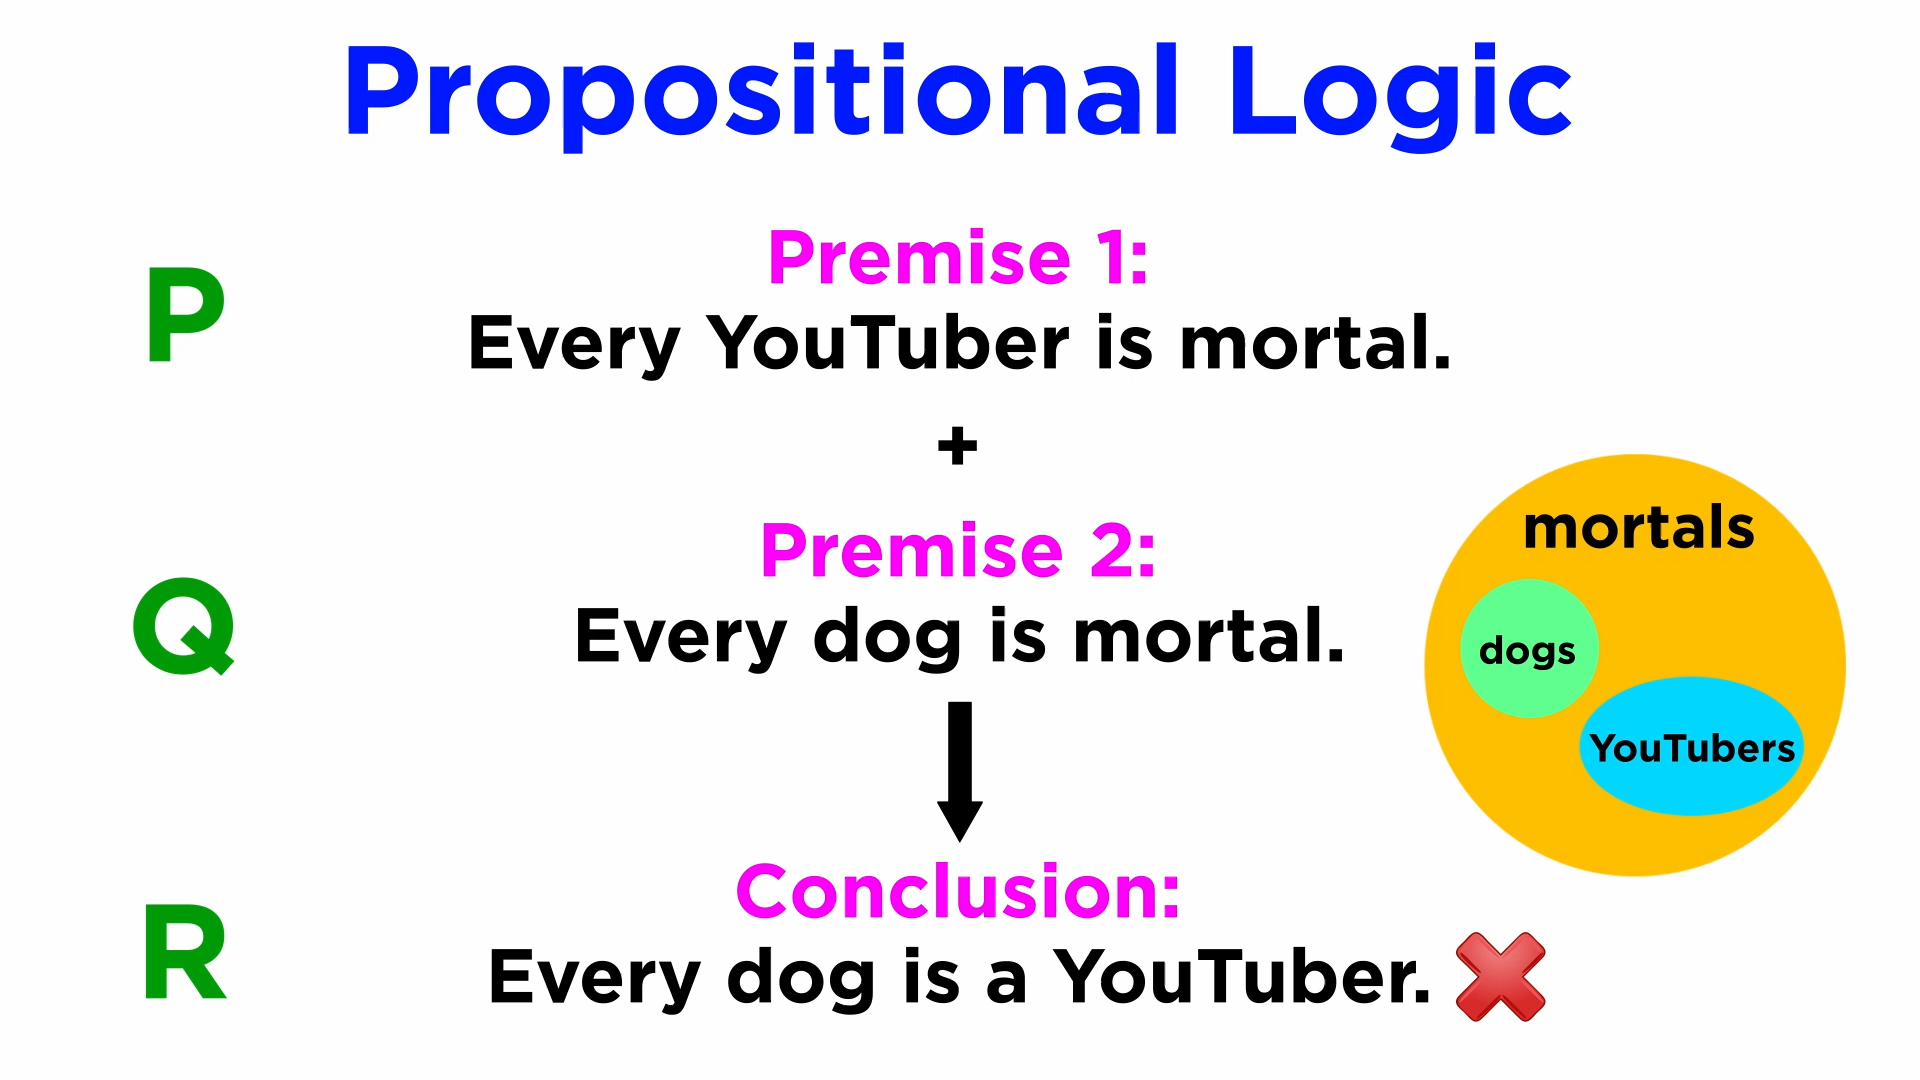 Propositional Logic
P
Premise 1:
Every YouTuber is mortal.
+
Q
Premise 2:
Every dog is mortal.
mortals
dogs
YouTubers
R
Conclusion:
Every dog is a YouTuber.